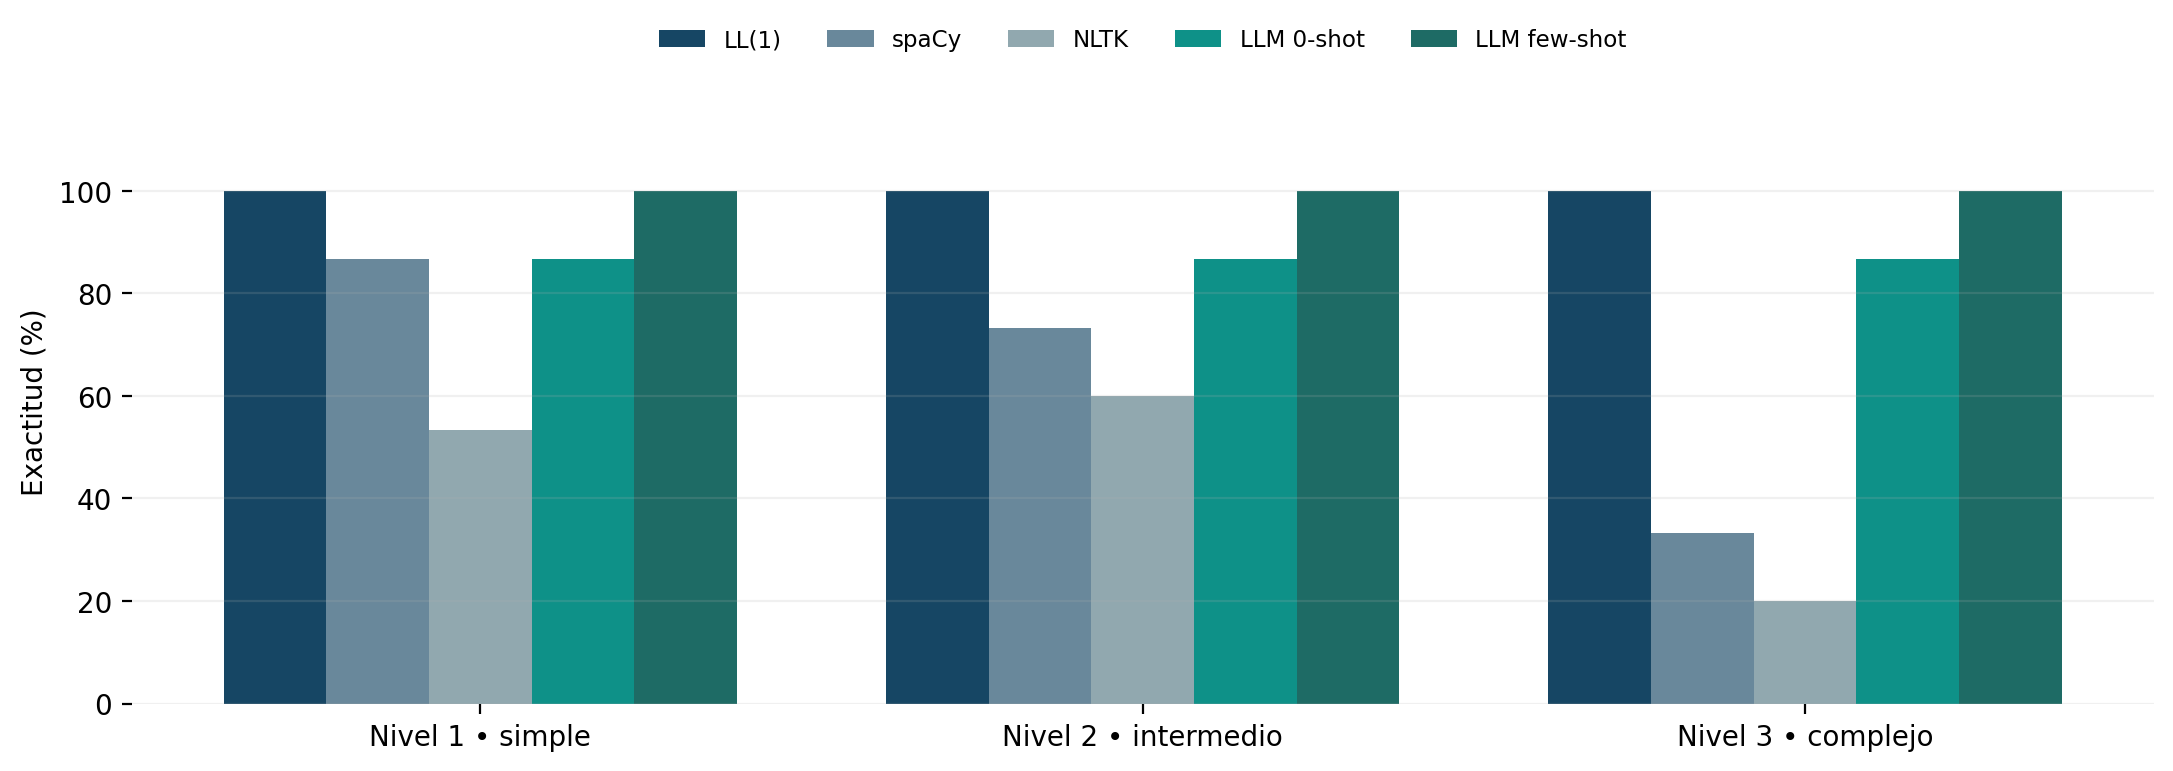 LL(1) spaCy NLTK LLM 0-shot LLM few-shot
Exactitud (%)
100
80
60
40
20
0
Nivel 1 • simple Nivel 2 • intermedio Nivel 3 • complejo